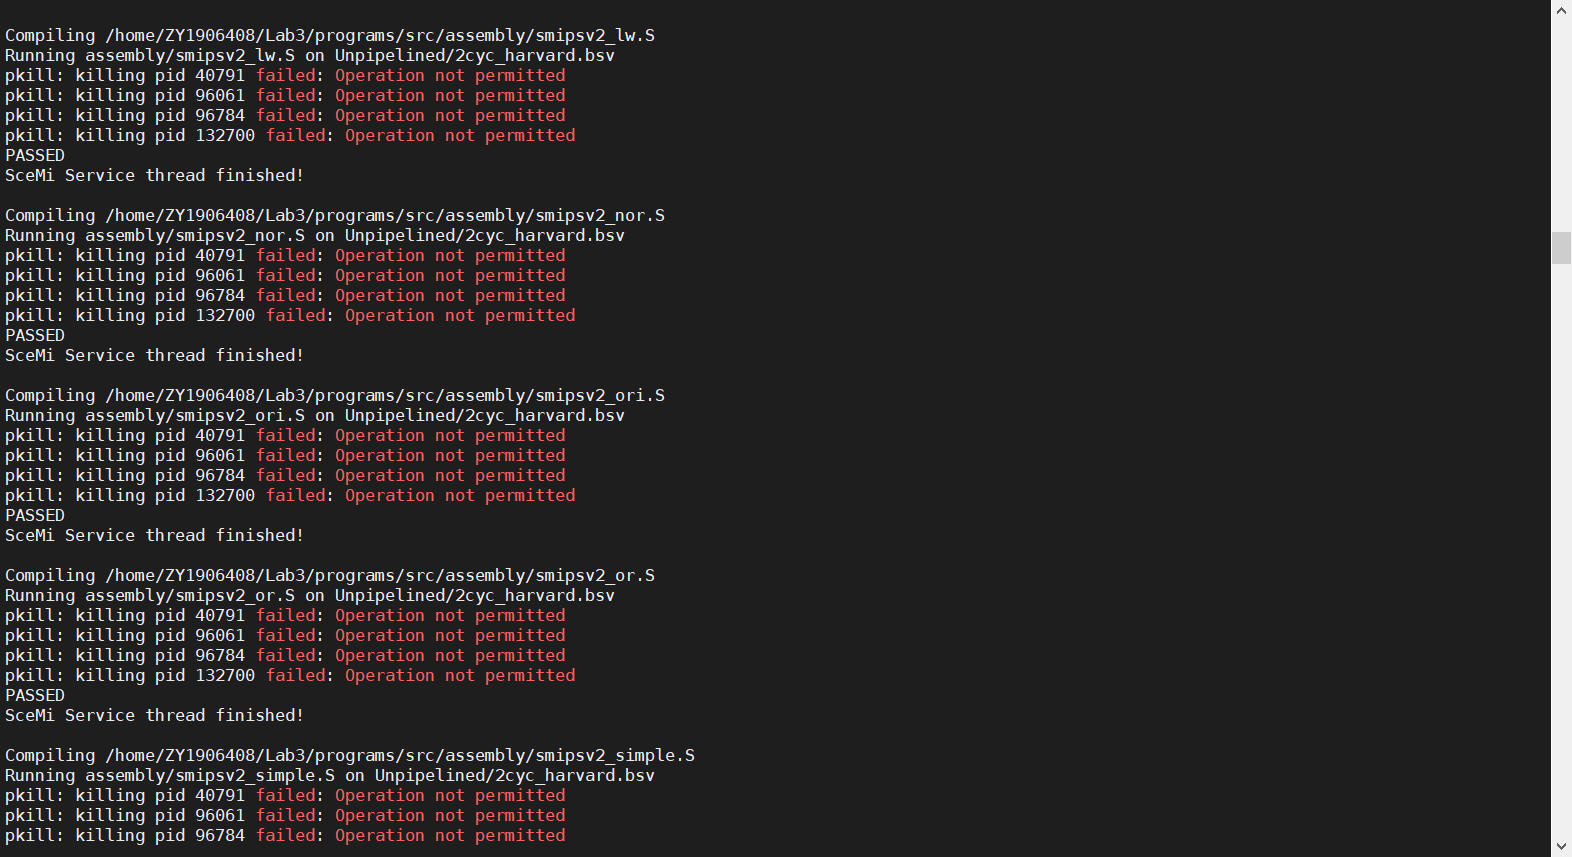 Compiling /home/ZY1906408/Lab3/programs/src/assembly/smipsv2_lw.S
Running assembly/smipsv2_lw.S on Unpipelined/2cyc_harvard.bsv
pkill: killing pid 40791 failed: Operation not permitted
pkill: killing pid 96061 failed: Operation not permitted
pkill: killing pid 96784 failed: Operation not permitted
pkill: killing pid 132700 failed: Operation not permitted
PASSED
SceMi Service thread finished!
Compiling /home/ZY1906408/Lab3/programs/src/assembly/smipsv2_nor.S
Running assembly/smipsv2_nor.S on Unpipelined/2cyc_harvard.bsv
pkill: killing pid 40791 failed: Operation not permitted
pkill: killing pid 96061 failed: Operation not permitted
pkill: killing pid 96784 failed: Operation not permitted
pkill: killing pid 132700 failed: Operation not permitted
PASSED
SceMi Service thread finished!
Compiling /home/ZY1906408/Lab3/programs/src/assembly/smipsv2_ori.S
Running assembly/smipsv2_ori.S on Unpipelined/2cyc_harvard.bsv
pkill: killing pid 40791 failed: Operation not permitted
pkill: killing pid 96061 failed: Operation not permitted
pkill: killing pid 96784 failed: Operation not permitted
pkill: killing pid 132700 failed: Operation not permitted
PASSED
SceMi Service thread finished!
Compiling /home/ZY1906408/Lab3/programs/src/assembly/smipsv2_or.S
Running assembly/smipsv2_or.S on Unpipelined/2cyc_harvard.bsv
pkill: killing pid 40791 failed: Operation not permitted
pkill: killing pid 96061 failed: Operation not permitted
pkill: killing pid 96784 failed: Operation not permitted
pkill: killing pid 132700 failed: Operation not permitted
PASSED
SceMi Service thread finished!
Compiling /home/ZY1906408/Lab3/programs/src/assembly/smipsv2_simple.S
Running assembly/smipsv2_simple.S on Unpipelined/2cyc_harvard.bsv
pkill: killing pid 40791 failed: Operation not permitted
pkill: killing pid 96061 failed: Operation not permitted
pkill: killing pid 96784 failed: Operation not permitted